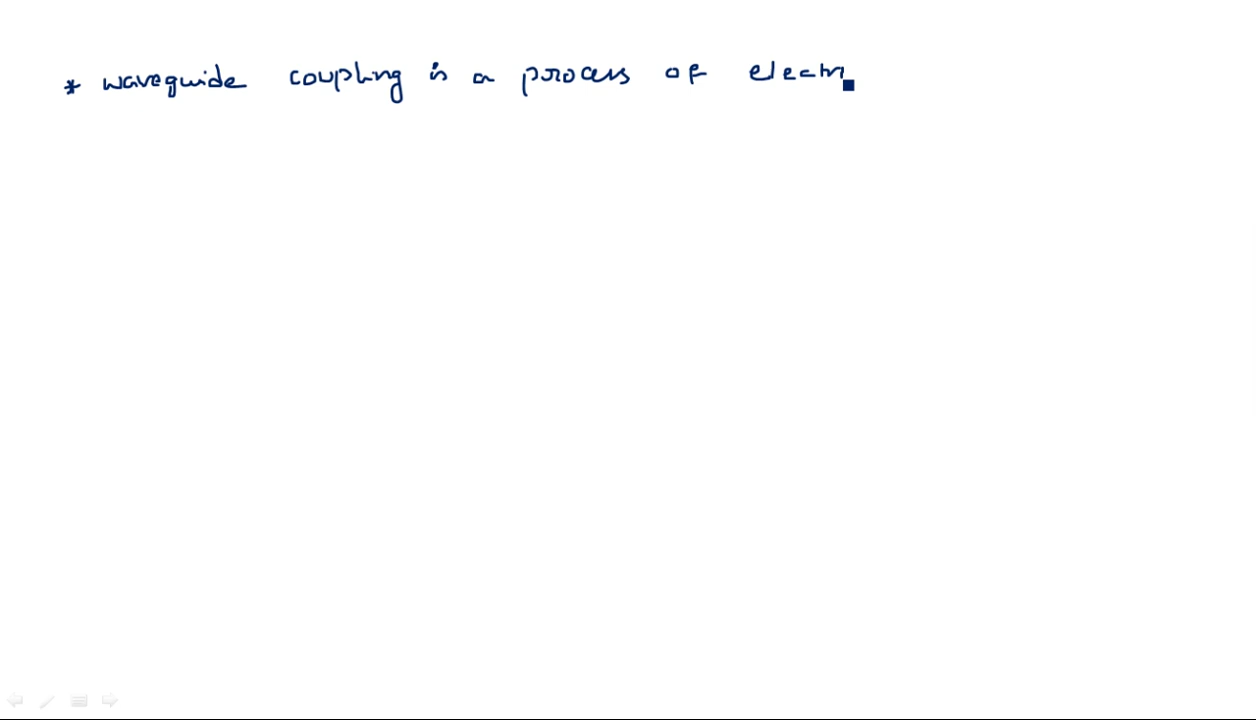 * waveguide coupling is a process of electr